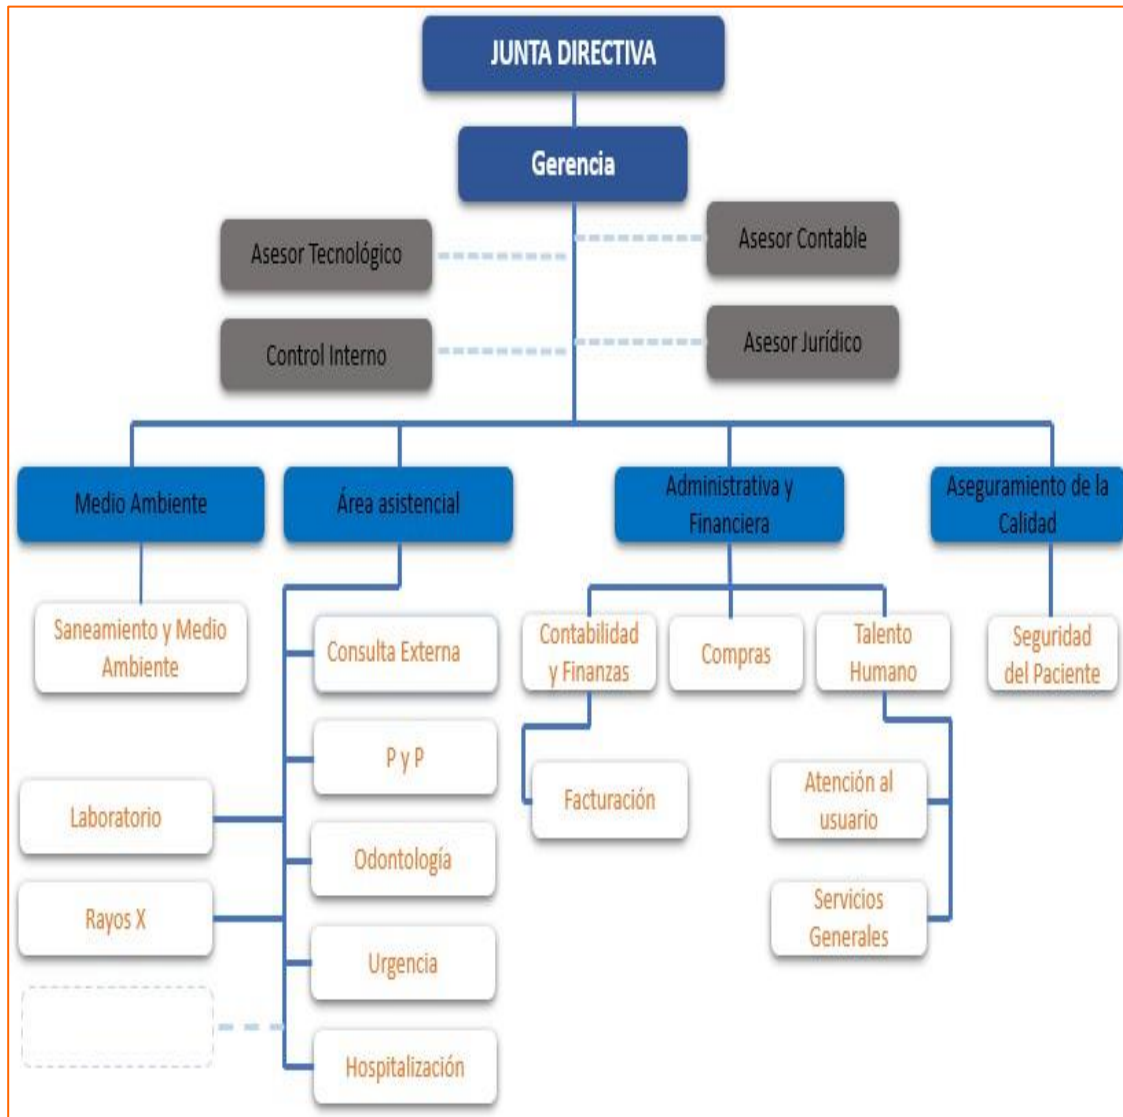 JUNTA DIRECTIVA
Gerencia
Asesor Tecnológico
Asesor Contable
Control Interno
Asesor Jurídico
Medio Ambiente
Área asistencial
Administrativa y
Financiera
Aseguramiento de la
Calidad
Saneamiento y Medio
Ambiente
Consulta Externa
Contabilidad
y Finanzas
Compras
Talento
Humano
Seguridad
del Paciente
P y P
Laboratorio
Facturación
Atención al
usuario
Odontología
Rayos X
Servicios
Generales
Urgencia
Hospitalización